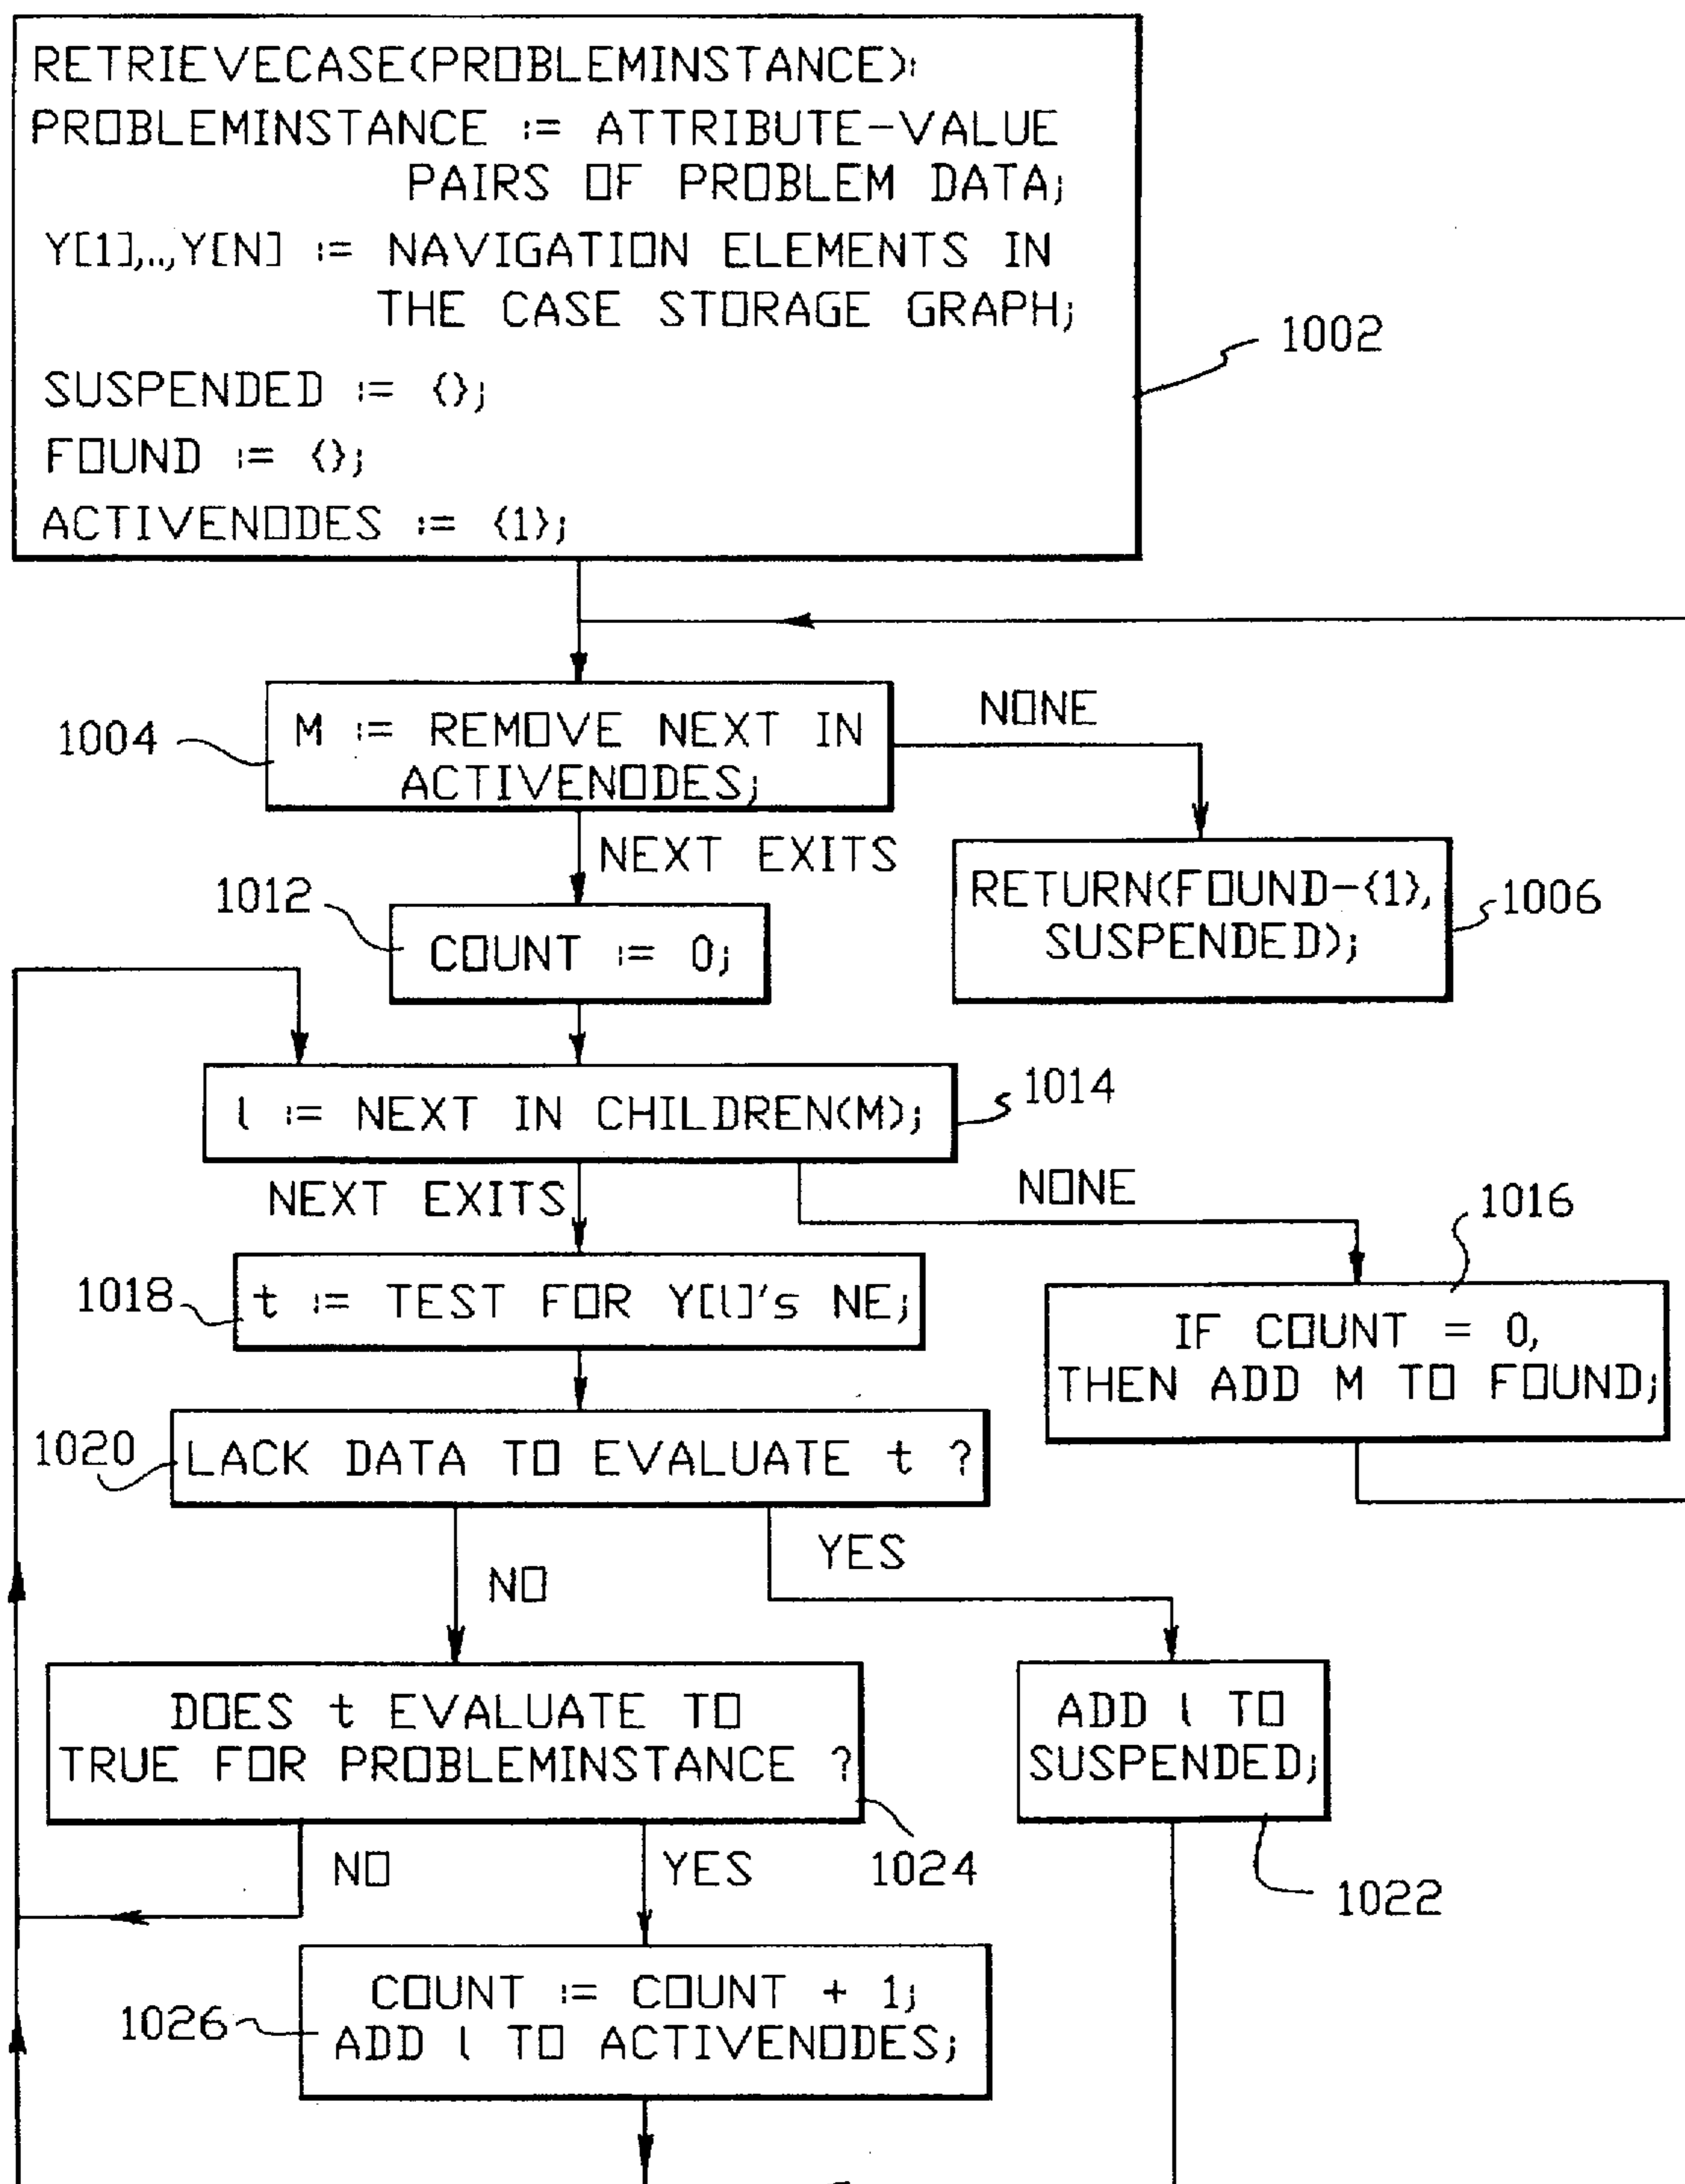 RETRIEVECASE(PROBLEMINSTANCE):
PROBLEMINSTANCE := ATTRIBUTE-VALUE
PAIRS OF PROBLEM DATA;
Y[1],..,Y[N] := NAVIGATION ELEMENTS IN
THE CASE STORAGE GRAPH;
1002
SUSPENDED := {};
FOUND := {};
ACTIVENODES := {1};
1004
M := REMOVE NEXT IN
ACTIVENODES;
NONE
NEXT EXITS
1012
COUNT := 0;
RETURN(FOUND-{1},
SUSPENDED);
1006
l := NEXT IN CHILDREN(M);
1014
NEXT EXITS
NONE
1016
1018
t := TEST FOR Y[l]'s NE;
IF COUNT = 0,
THEN ADD M TO FOUND;
1020
LACK DATA TO EVALUATE t ?
NO
YES
DOES t EVALUATE TO
TRUE FOR PROBLEMINSTANCE ?
ADD l TO
SUSPENDED;
NO
YES
1024
1022
1026
COUNT := COUNT + 1;
ADD l TO ACTIVENODES;